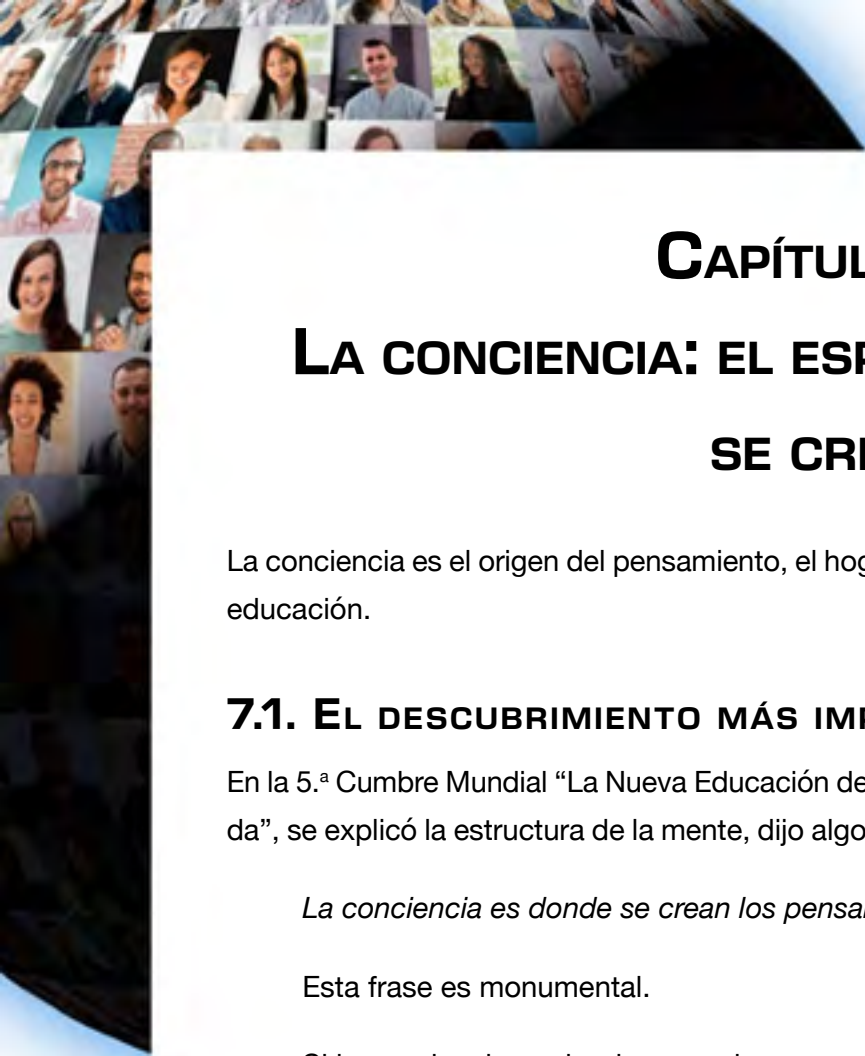 CAPÍTUL
LA CONCIENCIA: EL ESP
SE CRE
La conciencia es el origen del pensamiento, el hog
educación.
7.1. EL DESCUBRIMIENTO MÁS IMP
En la 5.ª Cumbre Mundial “La Nueva Educación de
da”, se explicó la estructura de la mente, dijo algo
La conciencia es donde se crean los pensa
Esta frase es monumental.